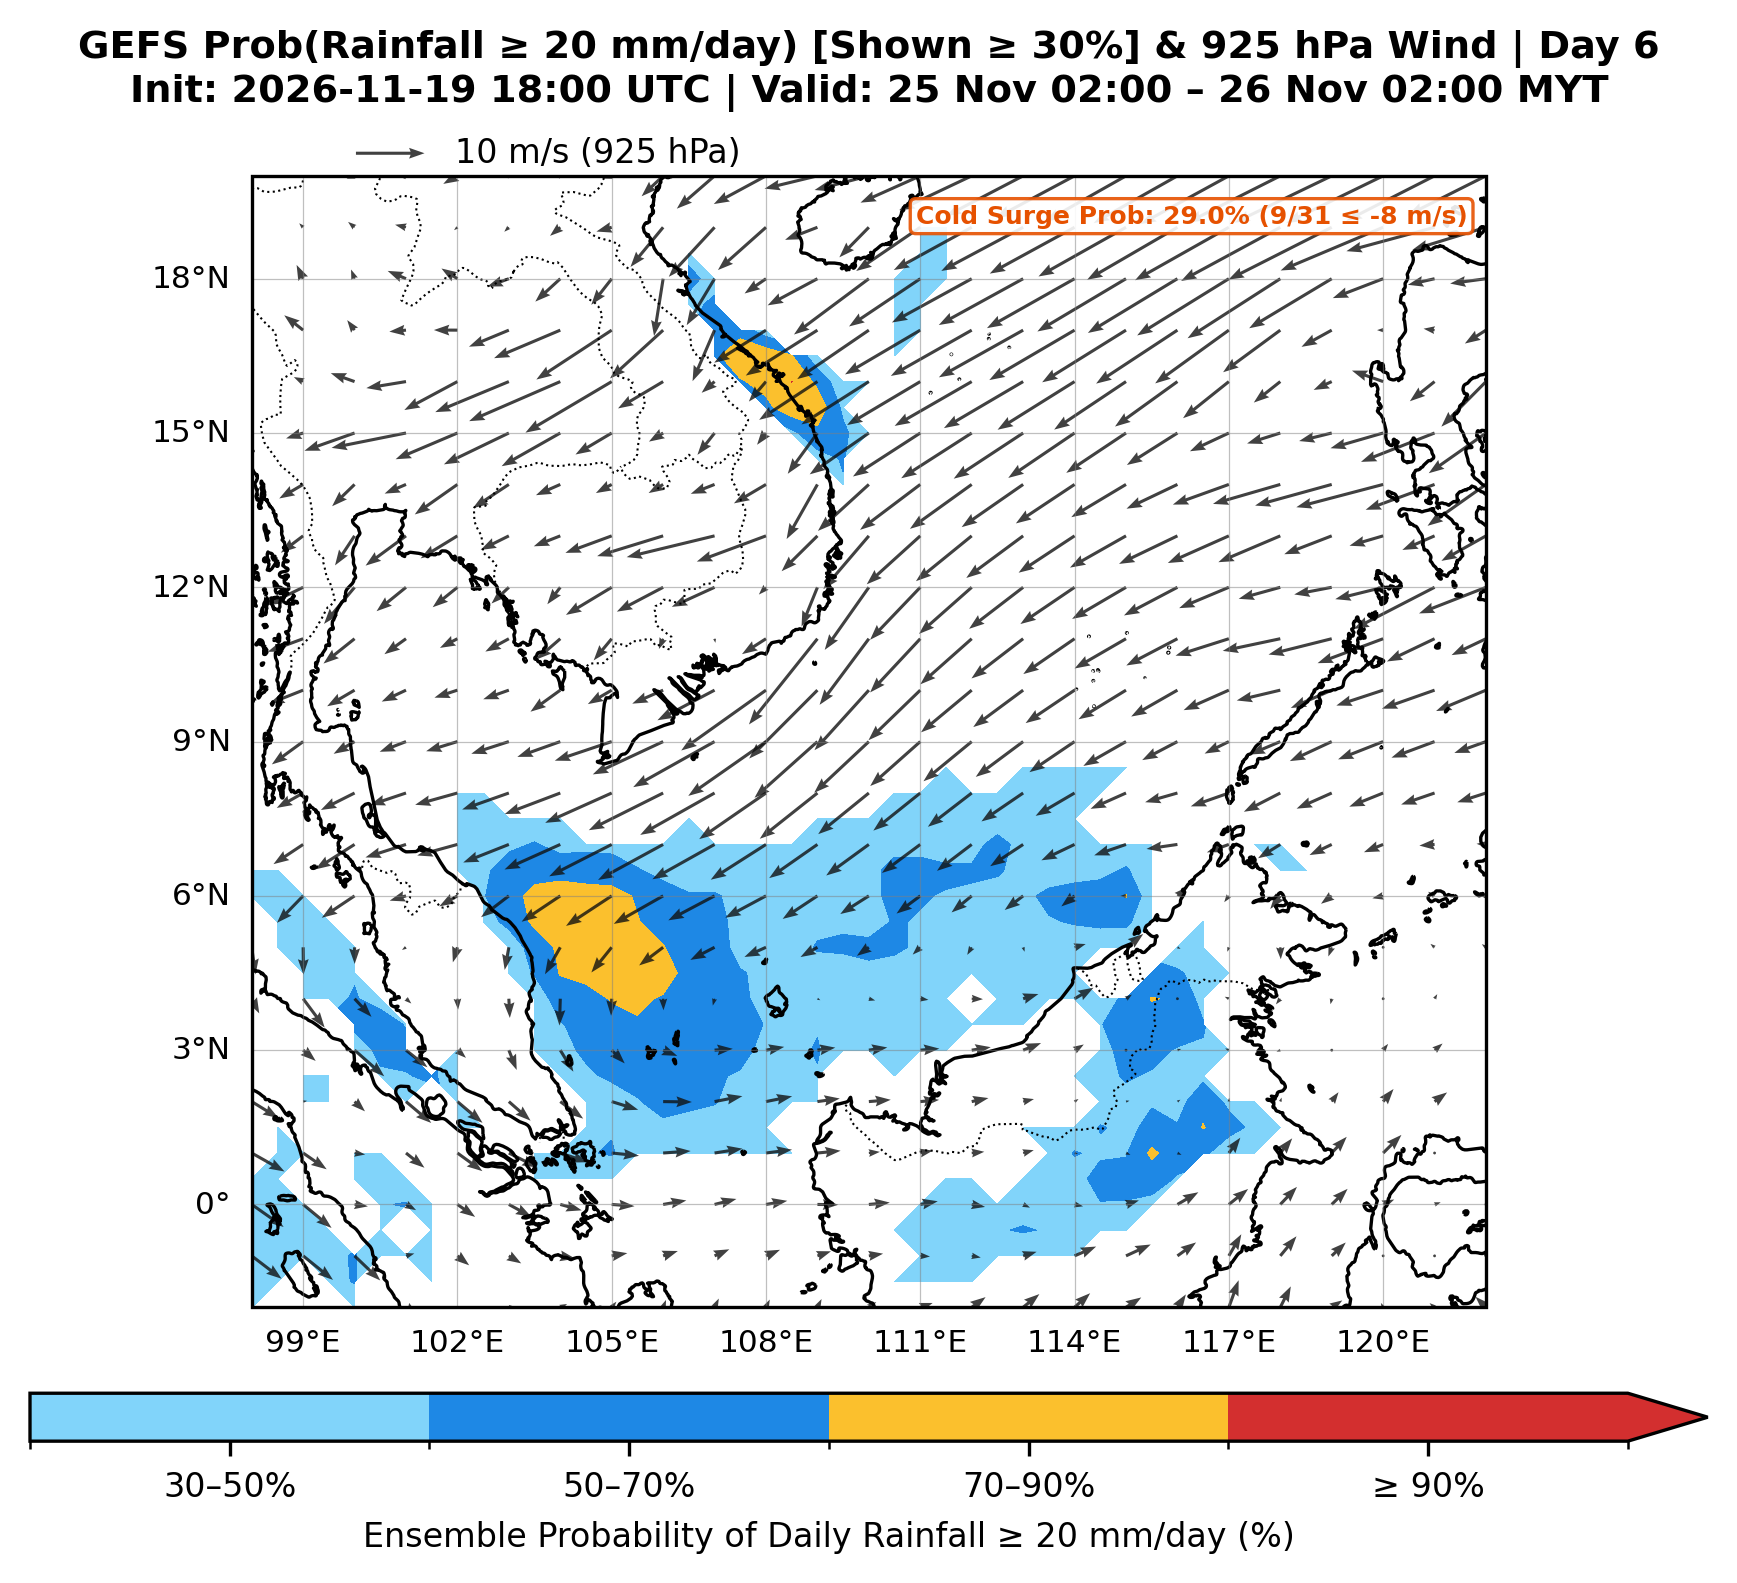 GEFS Prob(Rainfall ≥ 20 mm/day) [Shown ≥ 30%] & 925 hPa Wind | Day 6
Init: 2026-11-19 18:00 UTC | Valid: 25 Nov 02:00 – 26 Nov 02:00 MYT
10 m/s (925 hPa)
Cold Surge Prob: 29.0% (9/31 ≤ -8 m/s)
18°N
15°N
12°N
9°N
6°N
3°N
0°
99°E 102°E 105°E 108°E 111°E 114°E 117°E 120°E
30–50% 50–70% 70–90% ≥ 90%
Ensemble Probability of Daily Rainfall ≥ 20 mm/day (%)